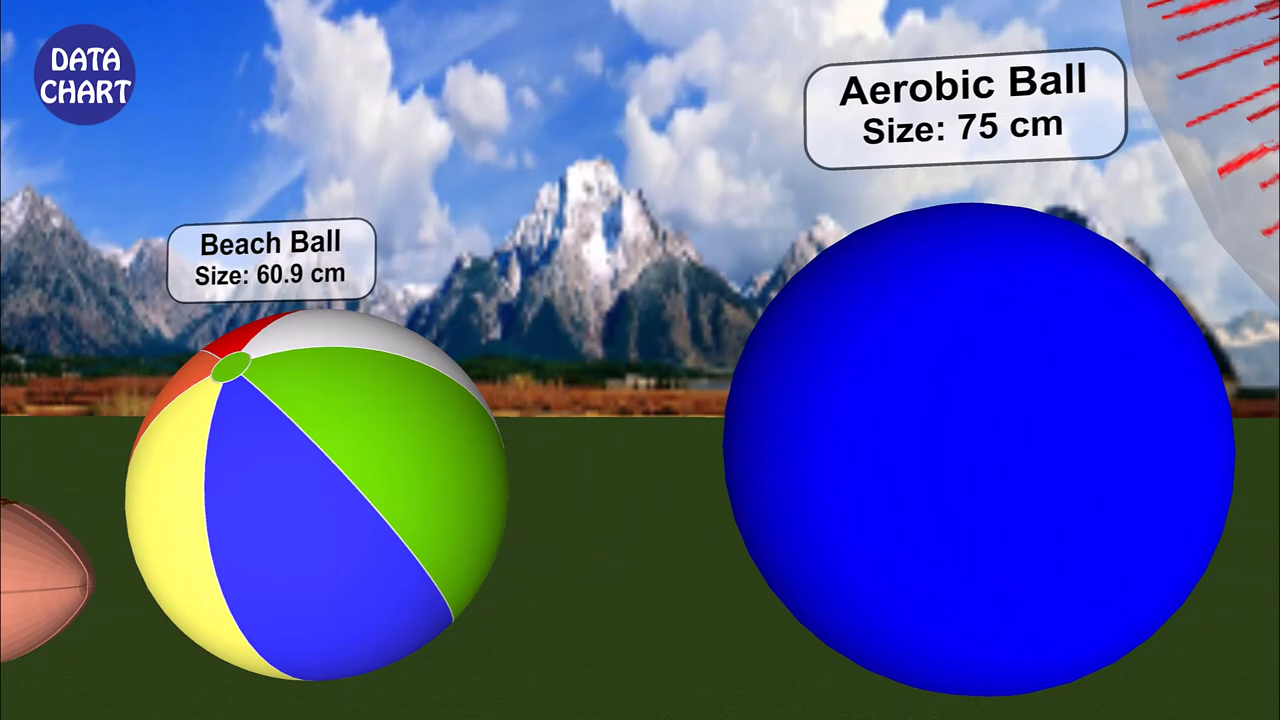 DATA
CHART
Beach Ball
Size: 60.9 cm
Aerobic Ball
Size: 75 cm